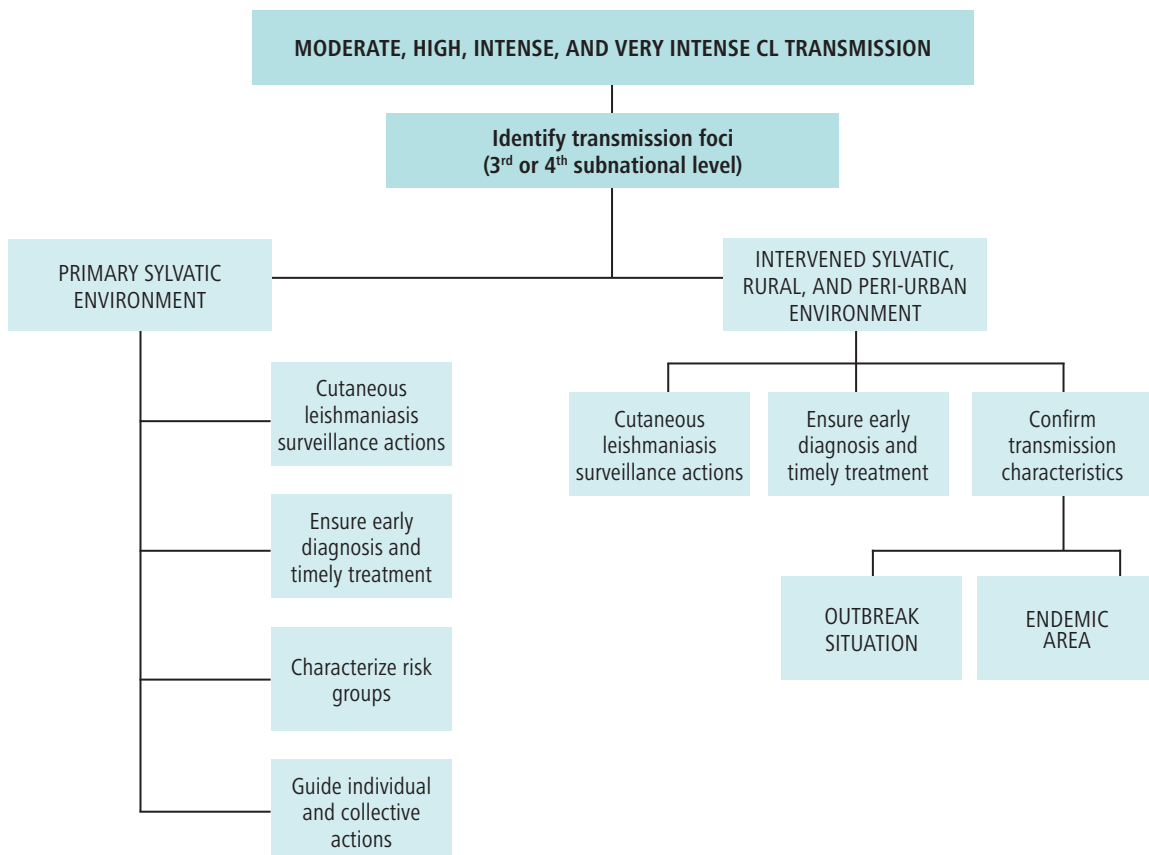 MODERATE, HIGH, INTENSE, AND VERY INTENSE CL TRANSMISSION
Identify transmission foci
(3rd or 4th subnational level)
PRIMARY SYLVATIC
ENVIRONMENT
Cutaneous
leishmaniasis
surveillance actions
Ensure early
diagnosis and
timely treatment
Characterize risk
groups
Guide individual
and collective
actions
INTERVENED SYLVATIC,
RURAL, AND PERI-URBAN
ENVIRONMENT
Cutaneous
leishmaniasis
surveillance actions
Ensure early
diagnosis and
timely treatment
Confirm
transmission
characteristics
OUTBREAK
SITUATION
ENDEMIC
AREA